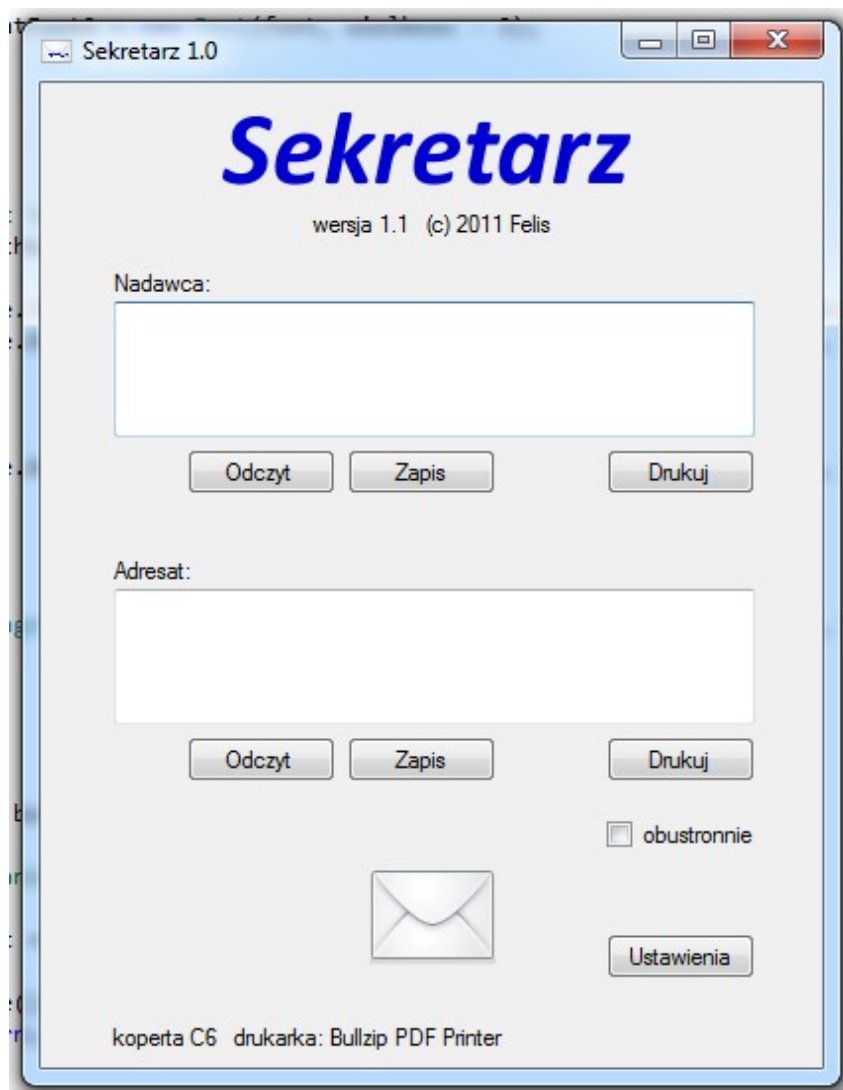 Sekretarz 1.0
Sekretarz
wersja 1.1 (c) 2011 Felis
Nadawca:
Odczyt Zapis Drukuj
Adresat:
Odczyt Zapis Drukuj
obustronnie
Ustawienia
koperta C6 drukarka: Bullzip PDF Printer